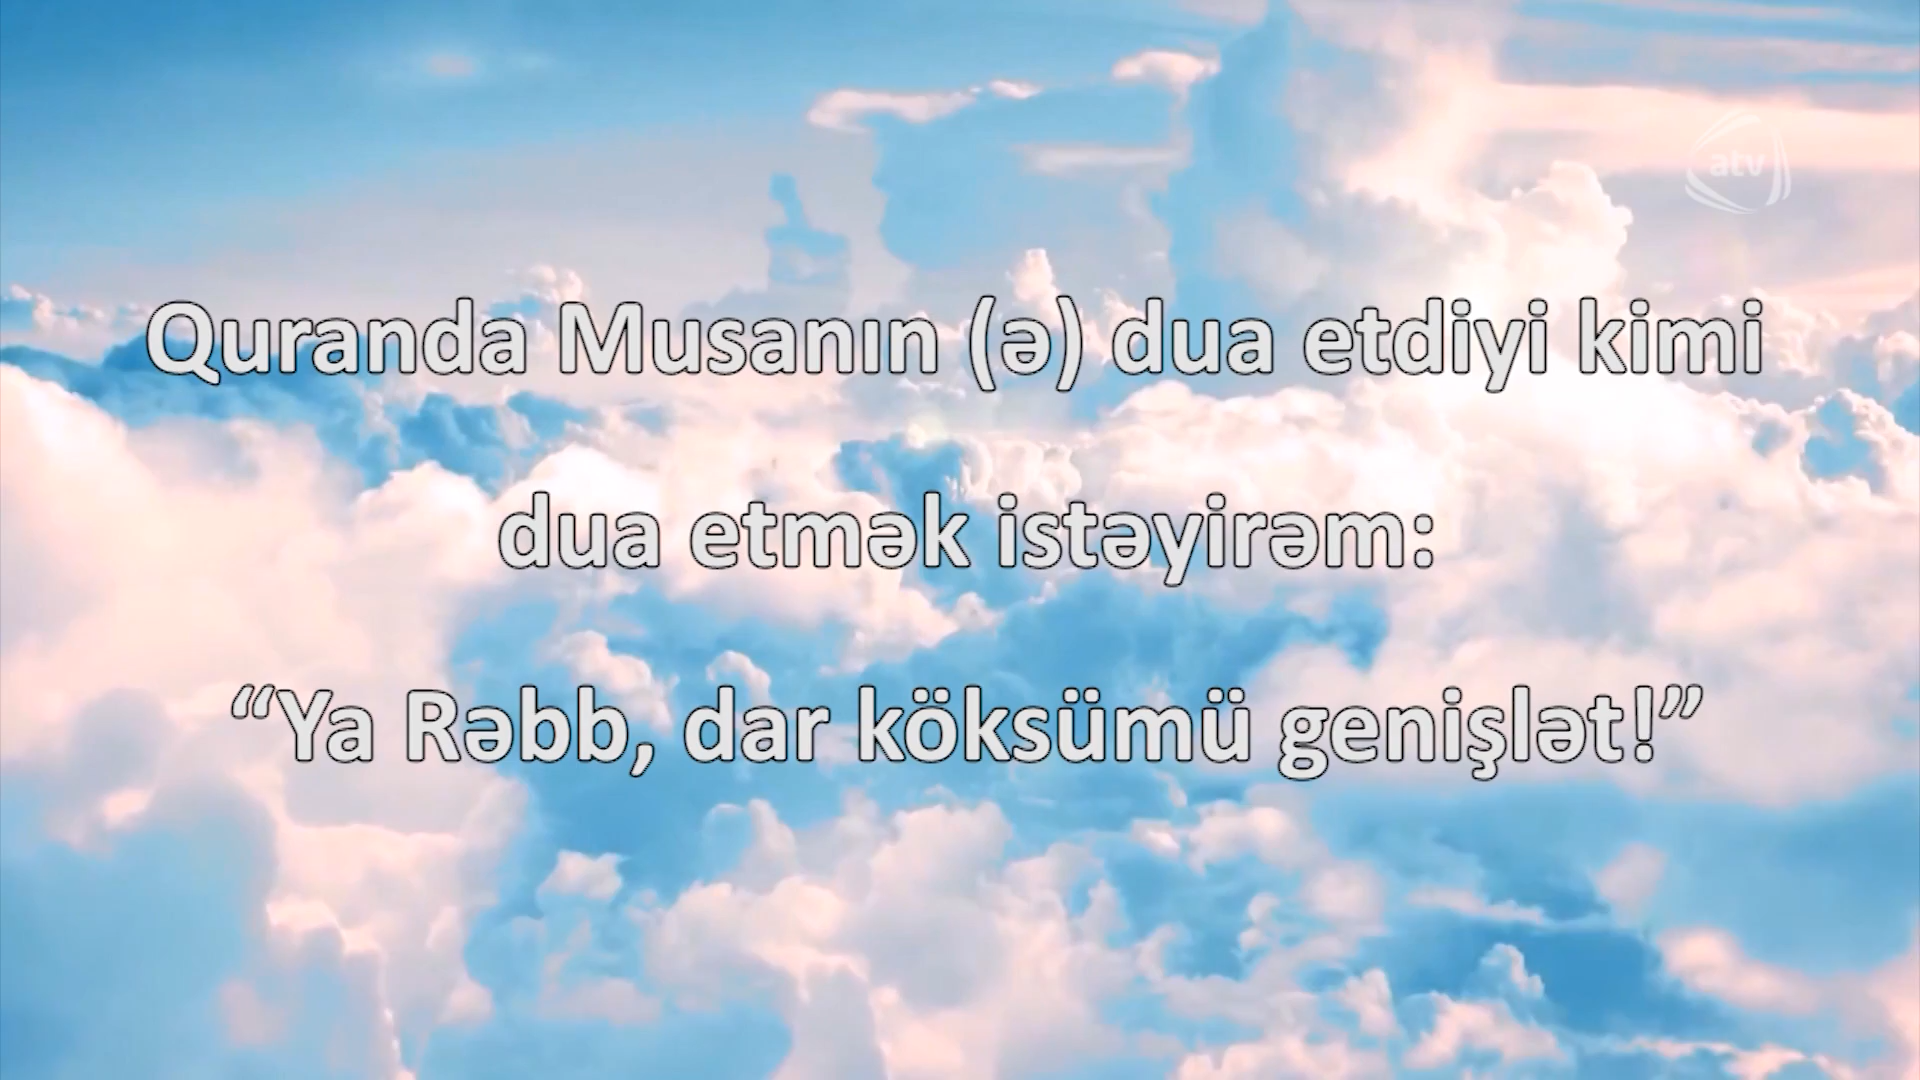 atv
Quranda Musanın (ə) dua etdiyi kimi
dua etmək istəyirəm:
“Ya Rəbb, dar köksümü genişlət!”